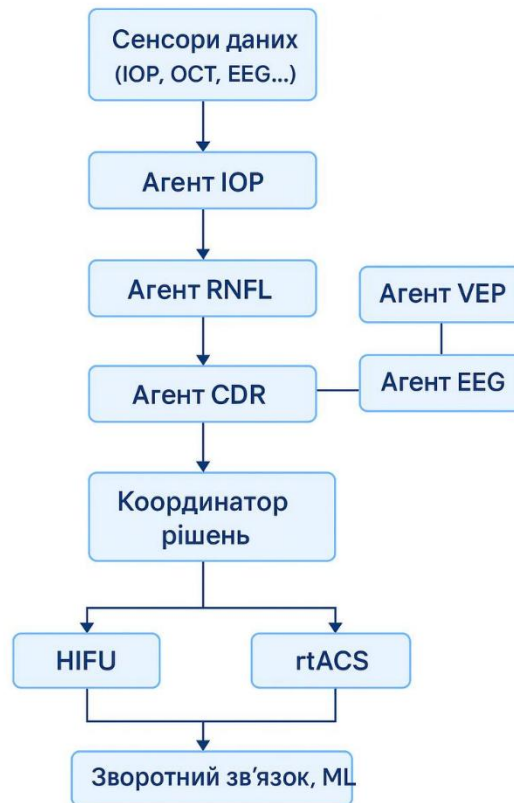 Сенсори даних
(IOP, OCT, EEG...)
Агент IOP
Агент RNFL
Агент VEP
Агент CDR
Агент EEG
Координатор
рішень
HIFU
rtACS
Зворотний зв'язок, ML